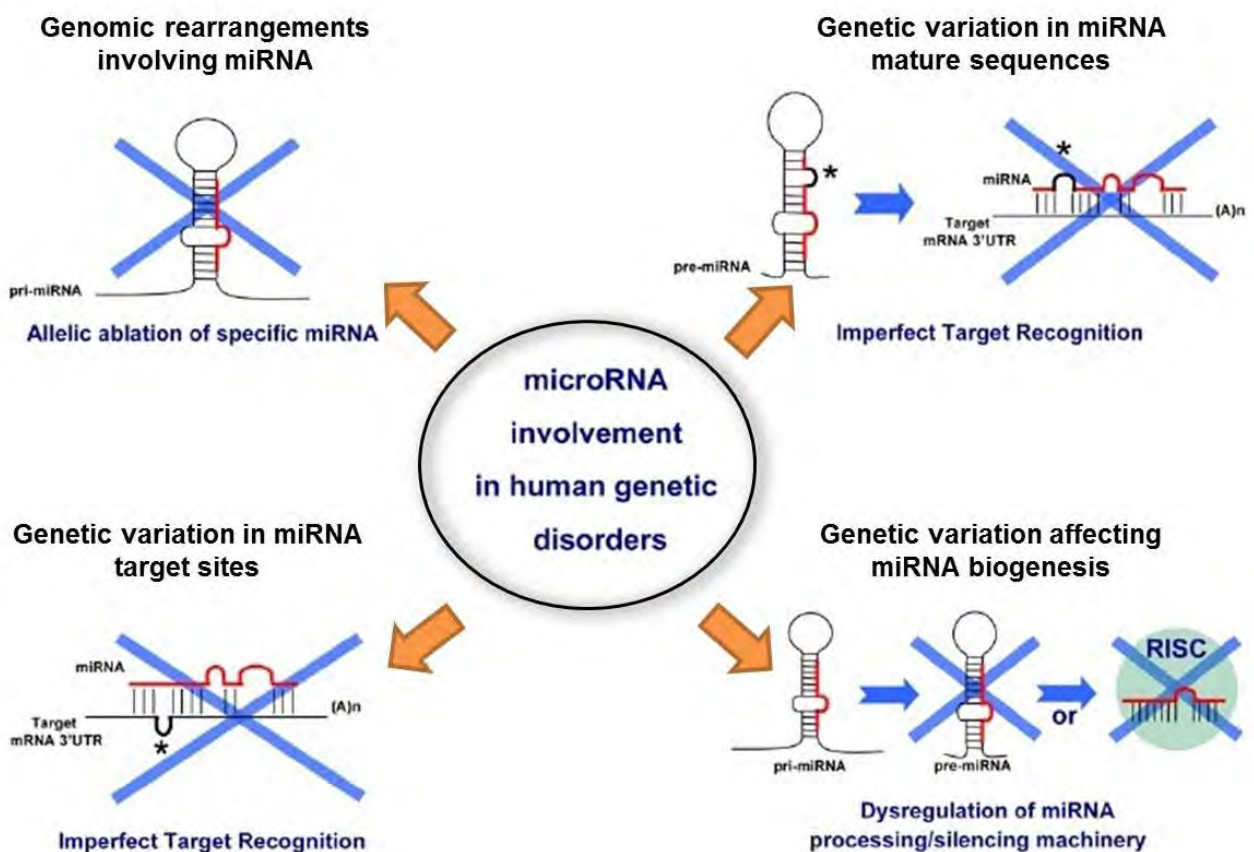 Genomic rearrangements
involving miRNA
pri-miRNA
Allelic ablation of specific miRNA
Genetic variation in miRNA
mature sequences
pre-miRNA
*
*
miRNA
Target
mRNA 3'UTR
(A)n
Imperfect Target Recognition
microRNA
involvement
in human genetic
disorders
Genetic variation in miRNA
target sites
miRNA
Target
mRNA 3'UTR
*
(A)n
Imperfect Target Recognition
Genetic variation affecting
miRNA biogenesis
pri-miRNA
pre-miRNA
or
RISC
Dysregulation of miRNA
processing/silencing machinery